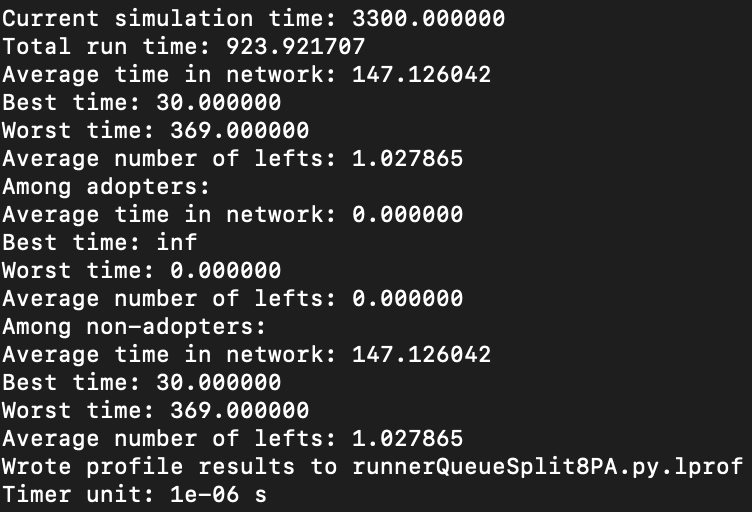 Current simulation time: 3300.000000
Total run time: 923.921707
Average time in network: 147.126042
Best time: 30.000000
Worst time: 369.000000
Average number of lefts: 1.027865
Among adopters:
Average time in network: 0.000000
Best time: inf
Worst time: 0.000000
Average number of lefts: 0.000000
Among non-adopters:
Average time in network: 147.126042
Best time: 30.000000
Worst time: 369.000000
Average number of lefts: 1.027865
Wrote profile results to runnerQueueSplit8PA.py.lprof
Timer unit: 1e-06 s